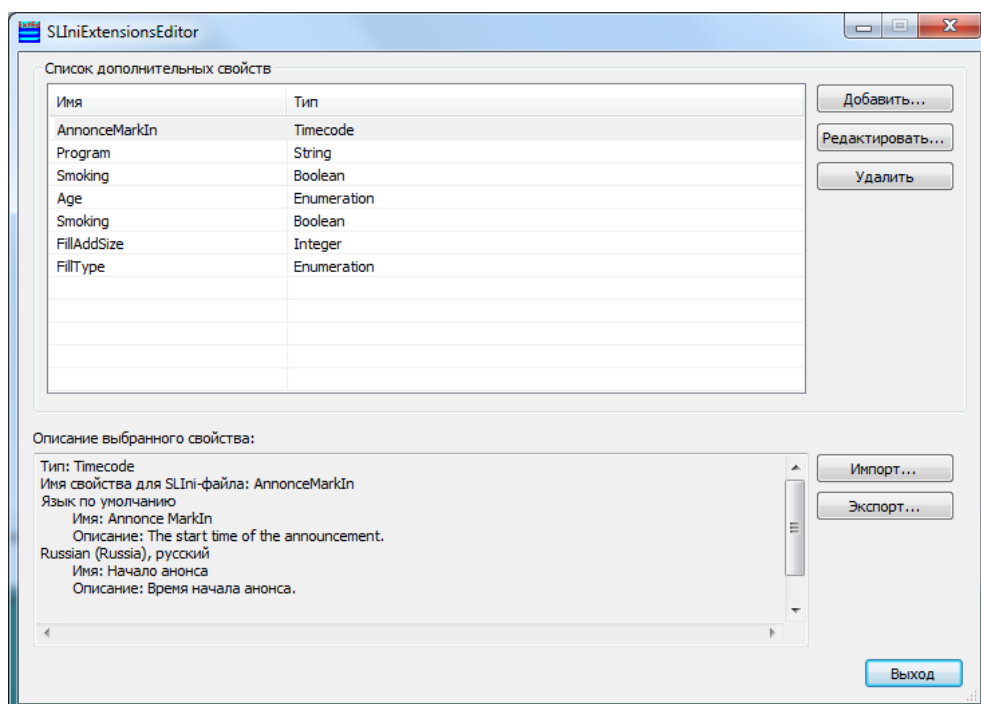 SLIniExtensionsEditor
Список дополнительных свойств
Имя Тип
AnnonceMarkIn Timecode
Program String
Smoking Boolean
Age Enumeration
Smoking Boolean
FillAddSize Integer
FillType Enumeration
Добавить...
Редактировать...
Удалить
Описание выбранного свойства:
Тип: Timecode
Имя свойства для SLIni-файла: AnnonceMarkIn
Язык по умолчанию
Имя: Annonce MarkIn
Описание: The start time of the announcement.
Russian (Russia), русский
Имя: Начало анонса
Описание: Время начала анонса.
Импорт...
Экспорт...
Выход